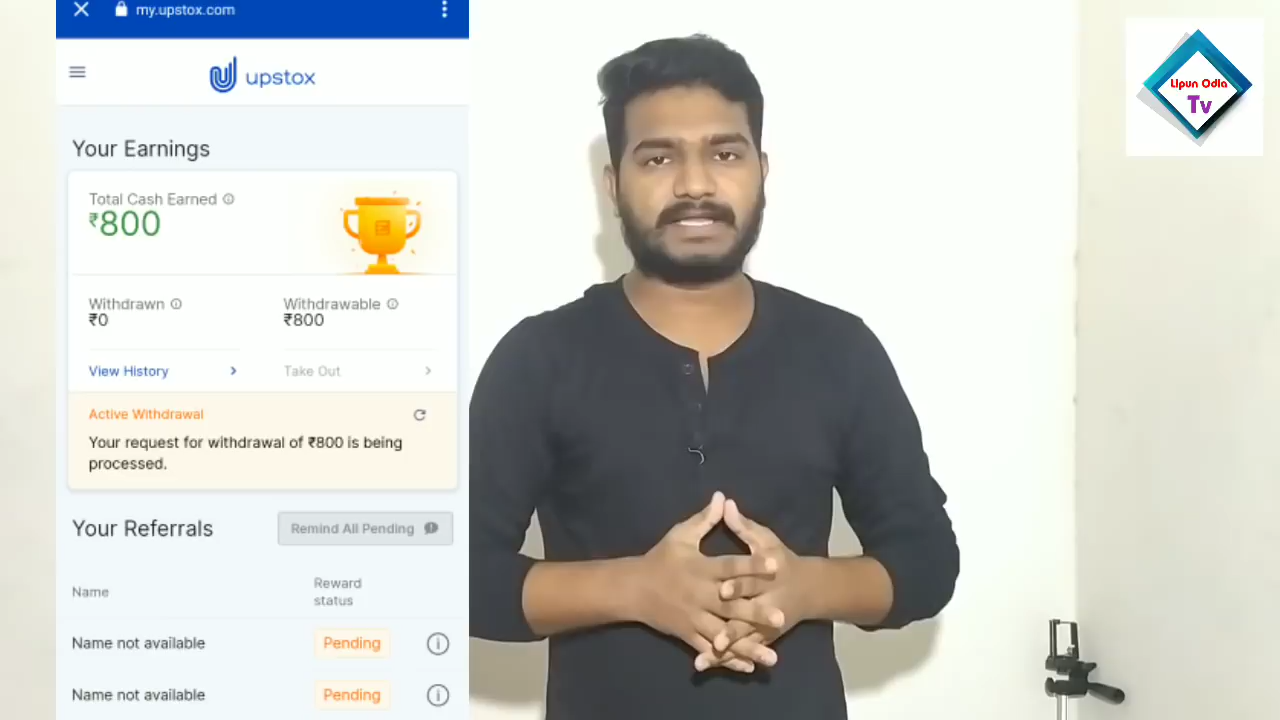 my.upstox.com
upstox
Your Earnings
Total Cash Earned
₹800
Withdrawn
₹0
Withdrawable
₹800
View History
Take Out
Active Withdrawal
Your request for withdrawal of ₹800 is being
processed.
Your Referrals
Remind All Pending
Name
Reward
status
Name not available
Pending
Name not available
Pending
Lipun Odia
Tv